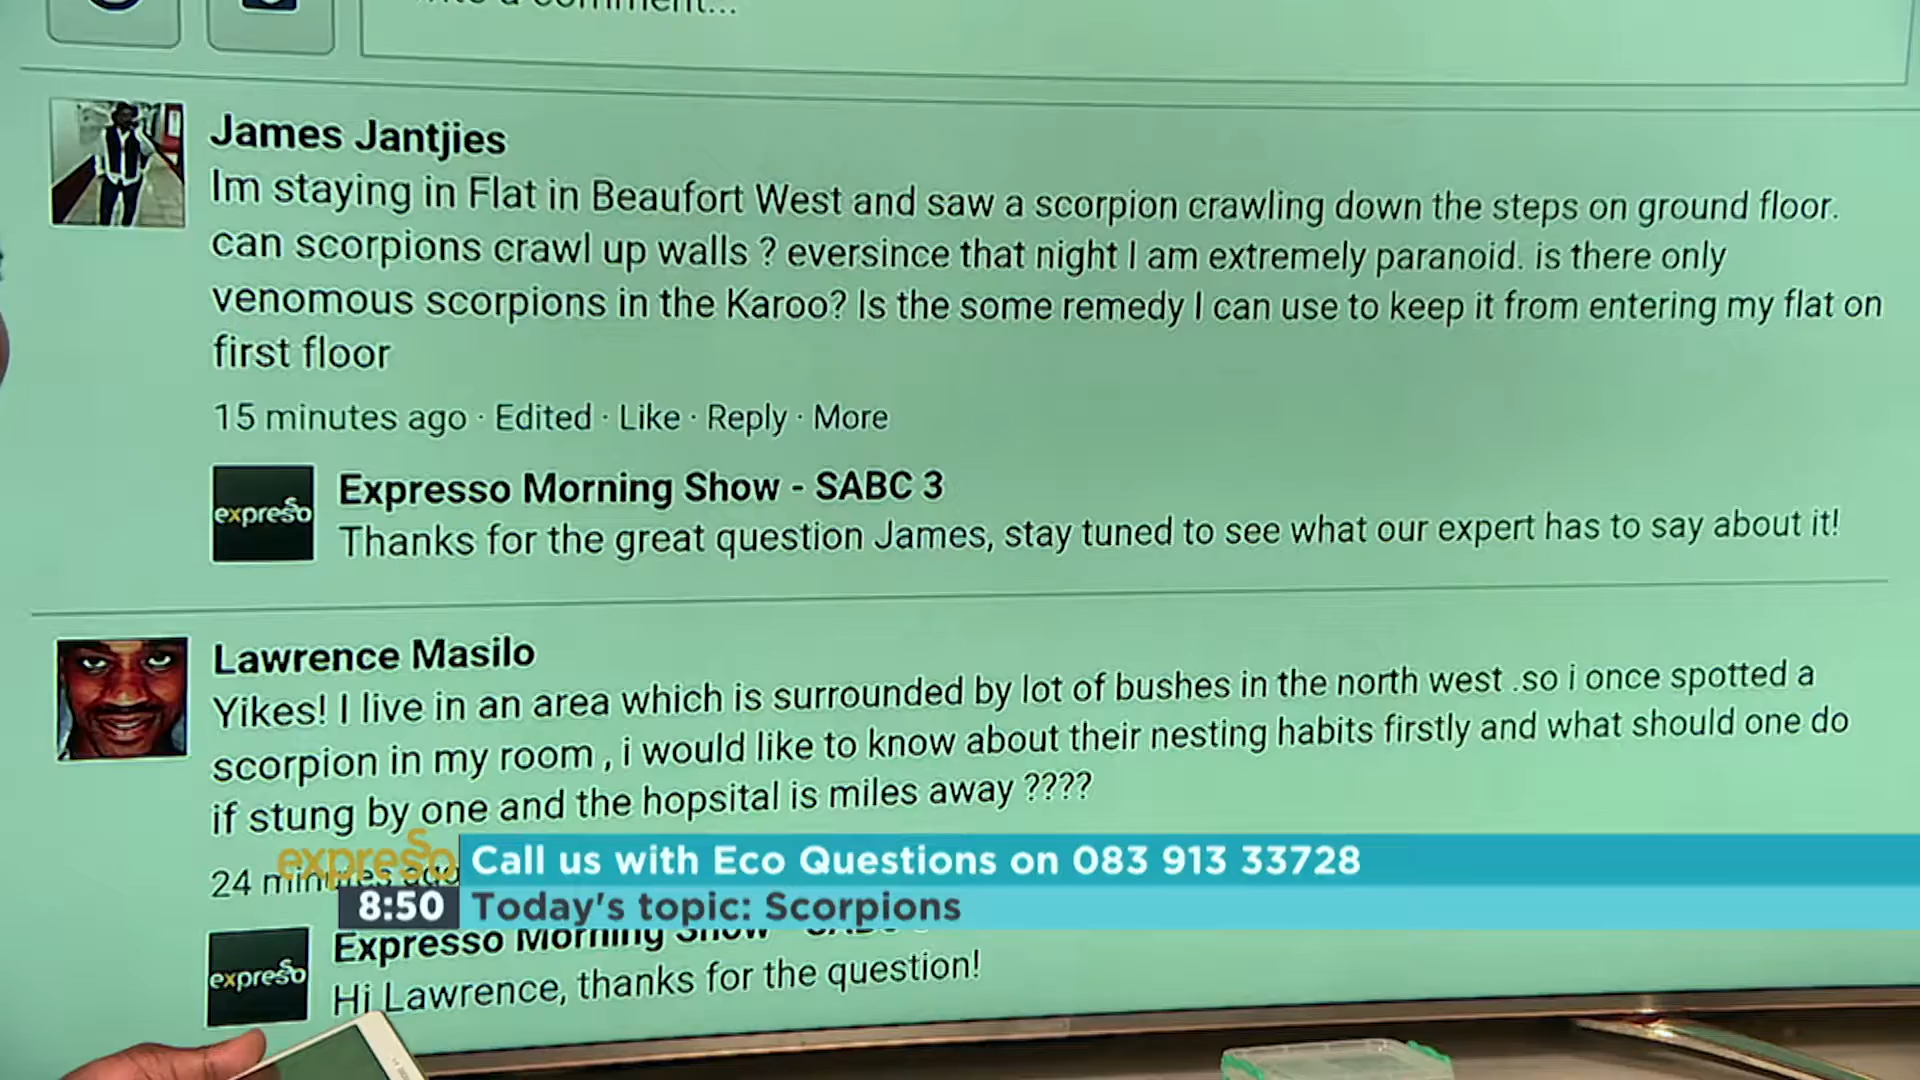 James Jantjies
Im staying in Flat in Beaufort West and saw a scorpion crawling down the steps on ground floor.
can scorpions crawl up walls ? eversince that night I am extremely paranoid. is there only
venomous scorpions in the Karoo? Is the some remedy I can use to keep it from entering my flat on
first floor
15 minutes ago · Edited · Like · Reply · More
expresso
Expresso Morning Show - SABC 3
Thanks for the great question James, stay tuned to see what our expert has to say about it!
Lawrence Masilo
Yikes! I live in an area which is surrounded by lot of bushes in the north west .so i once spotted a
scorpion in my room , i would like to know about their nesting habits firstly and what should one do
if stung by one and the hopsital is miles away ????
24 minutes ago
expresso
Call us with Eco Questions on 083 913 33728
8:50
Today's topic: Scorpions
expresso
Expresso Morning Show
Hi Lawrence, thanks for the question!